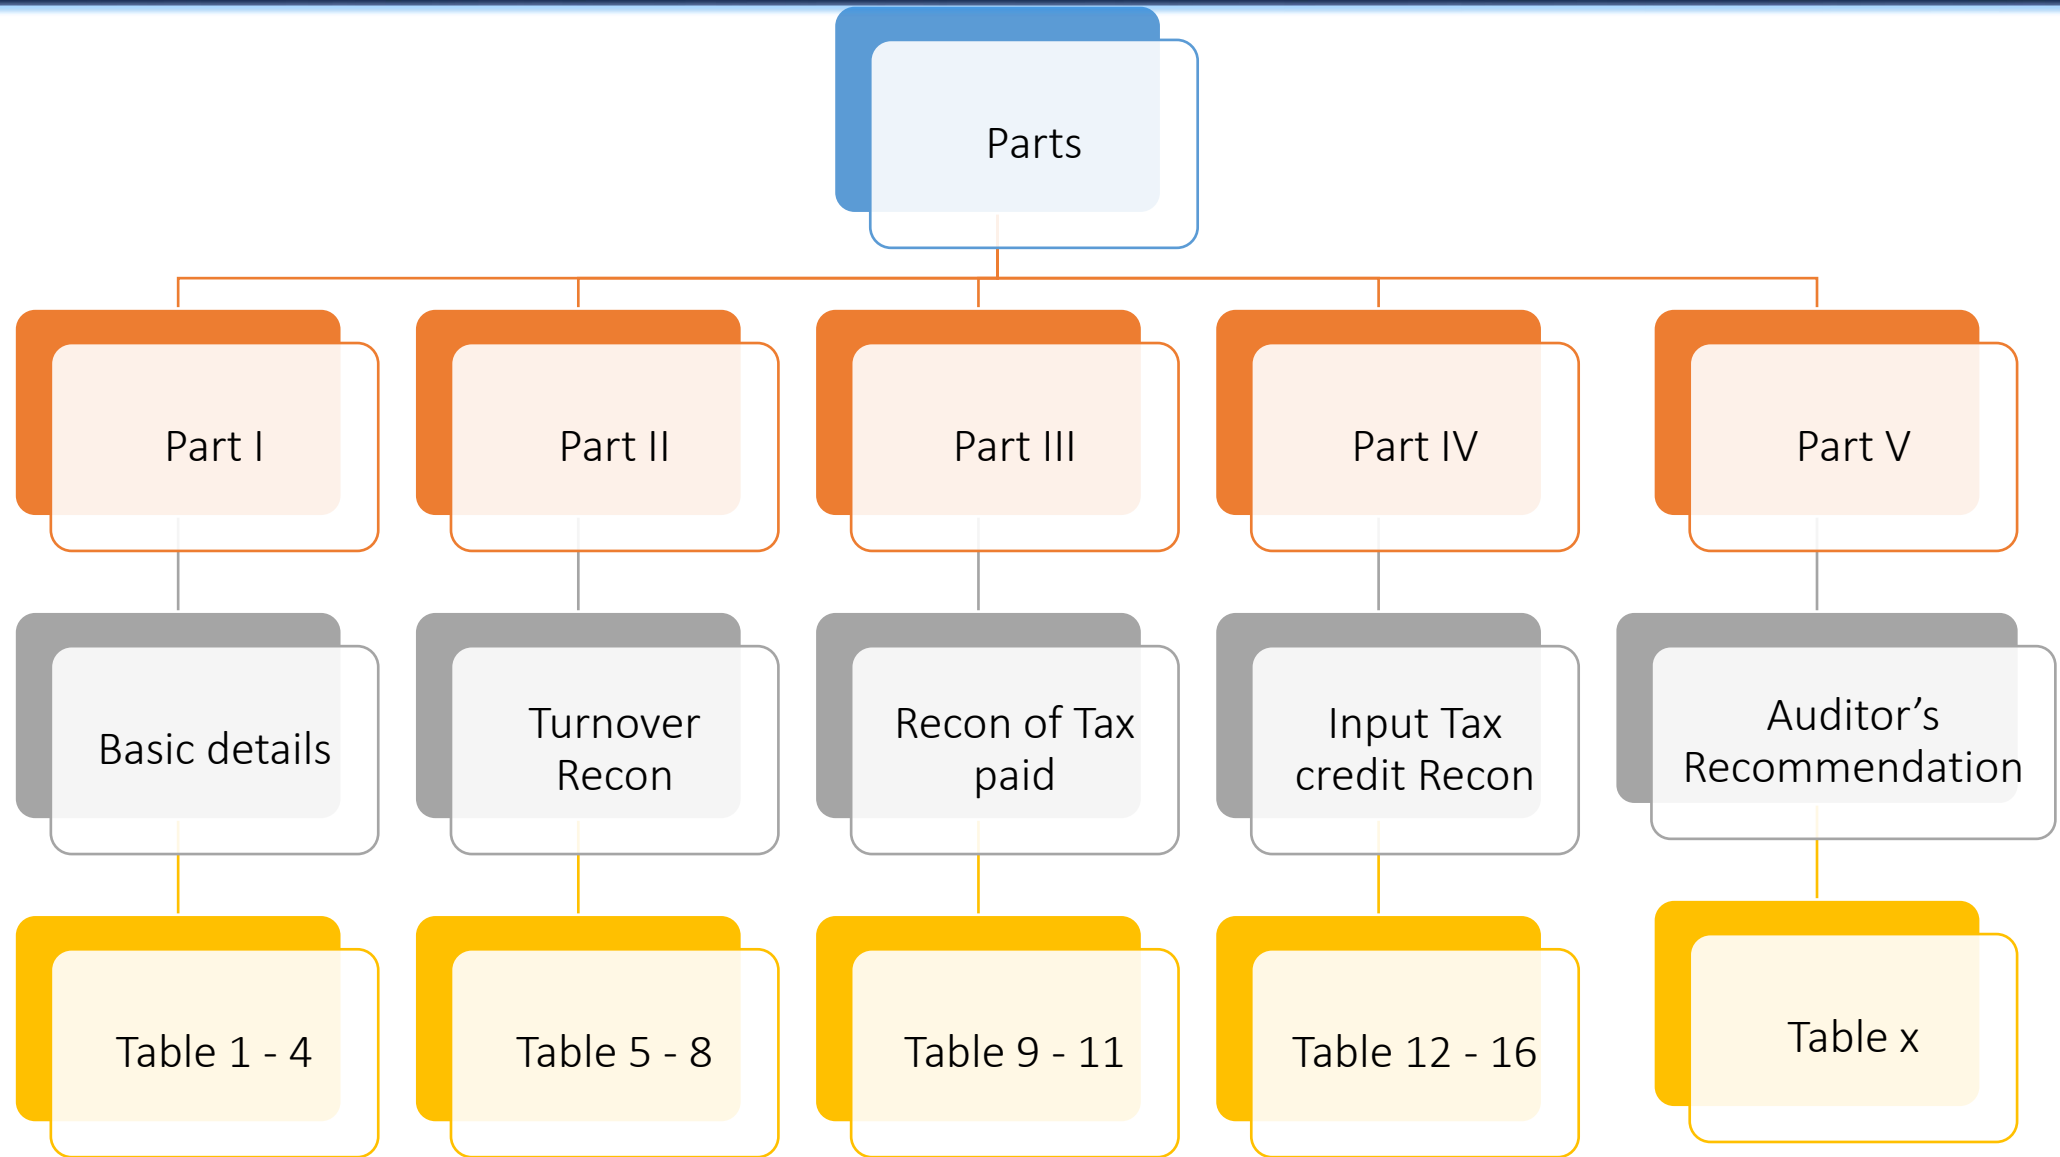 Parts
Part I
Part II
Part III
Part IV
Part V
Basic details
Turnover
Recon
Recon of Tax
paid
Input Tax
credit Recon
Auditor’s
Recommendation
Table 1 - 4
Table 5 - 8
Table 9 - 11
Table 12 - 16
Table x